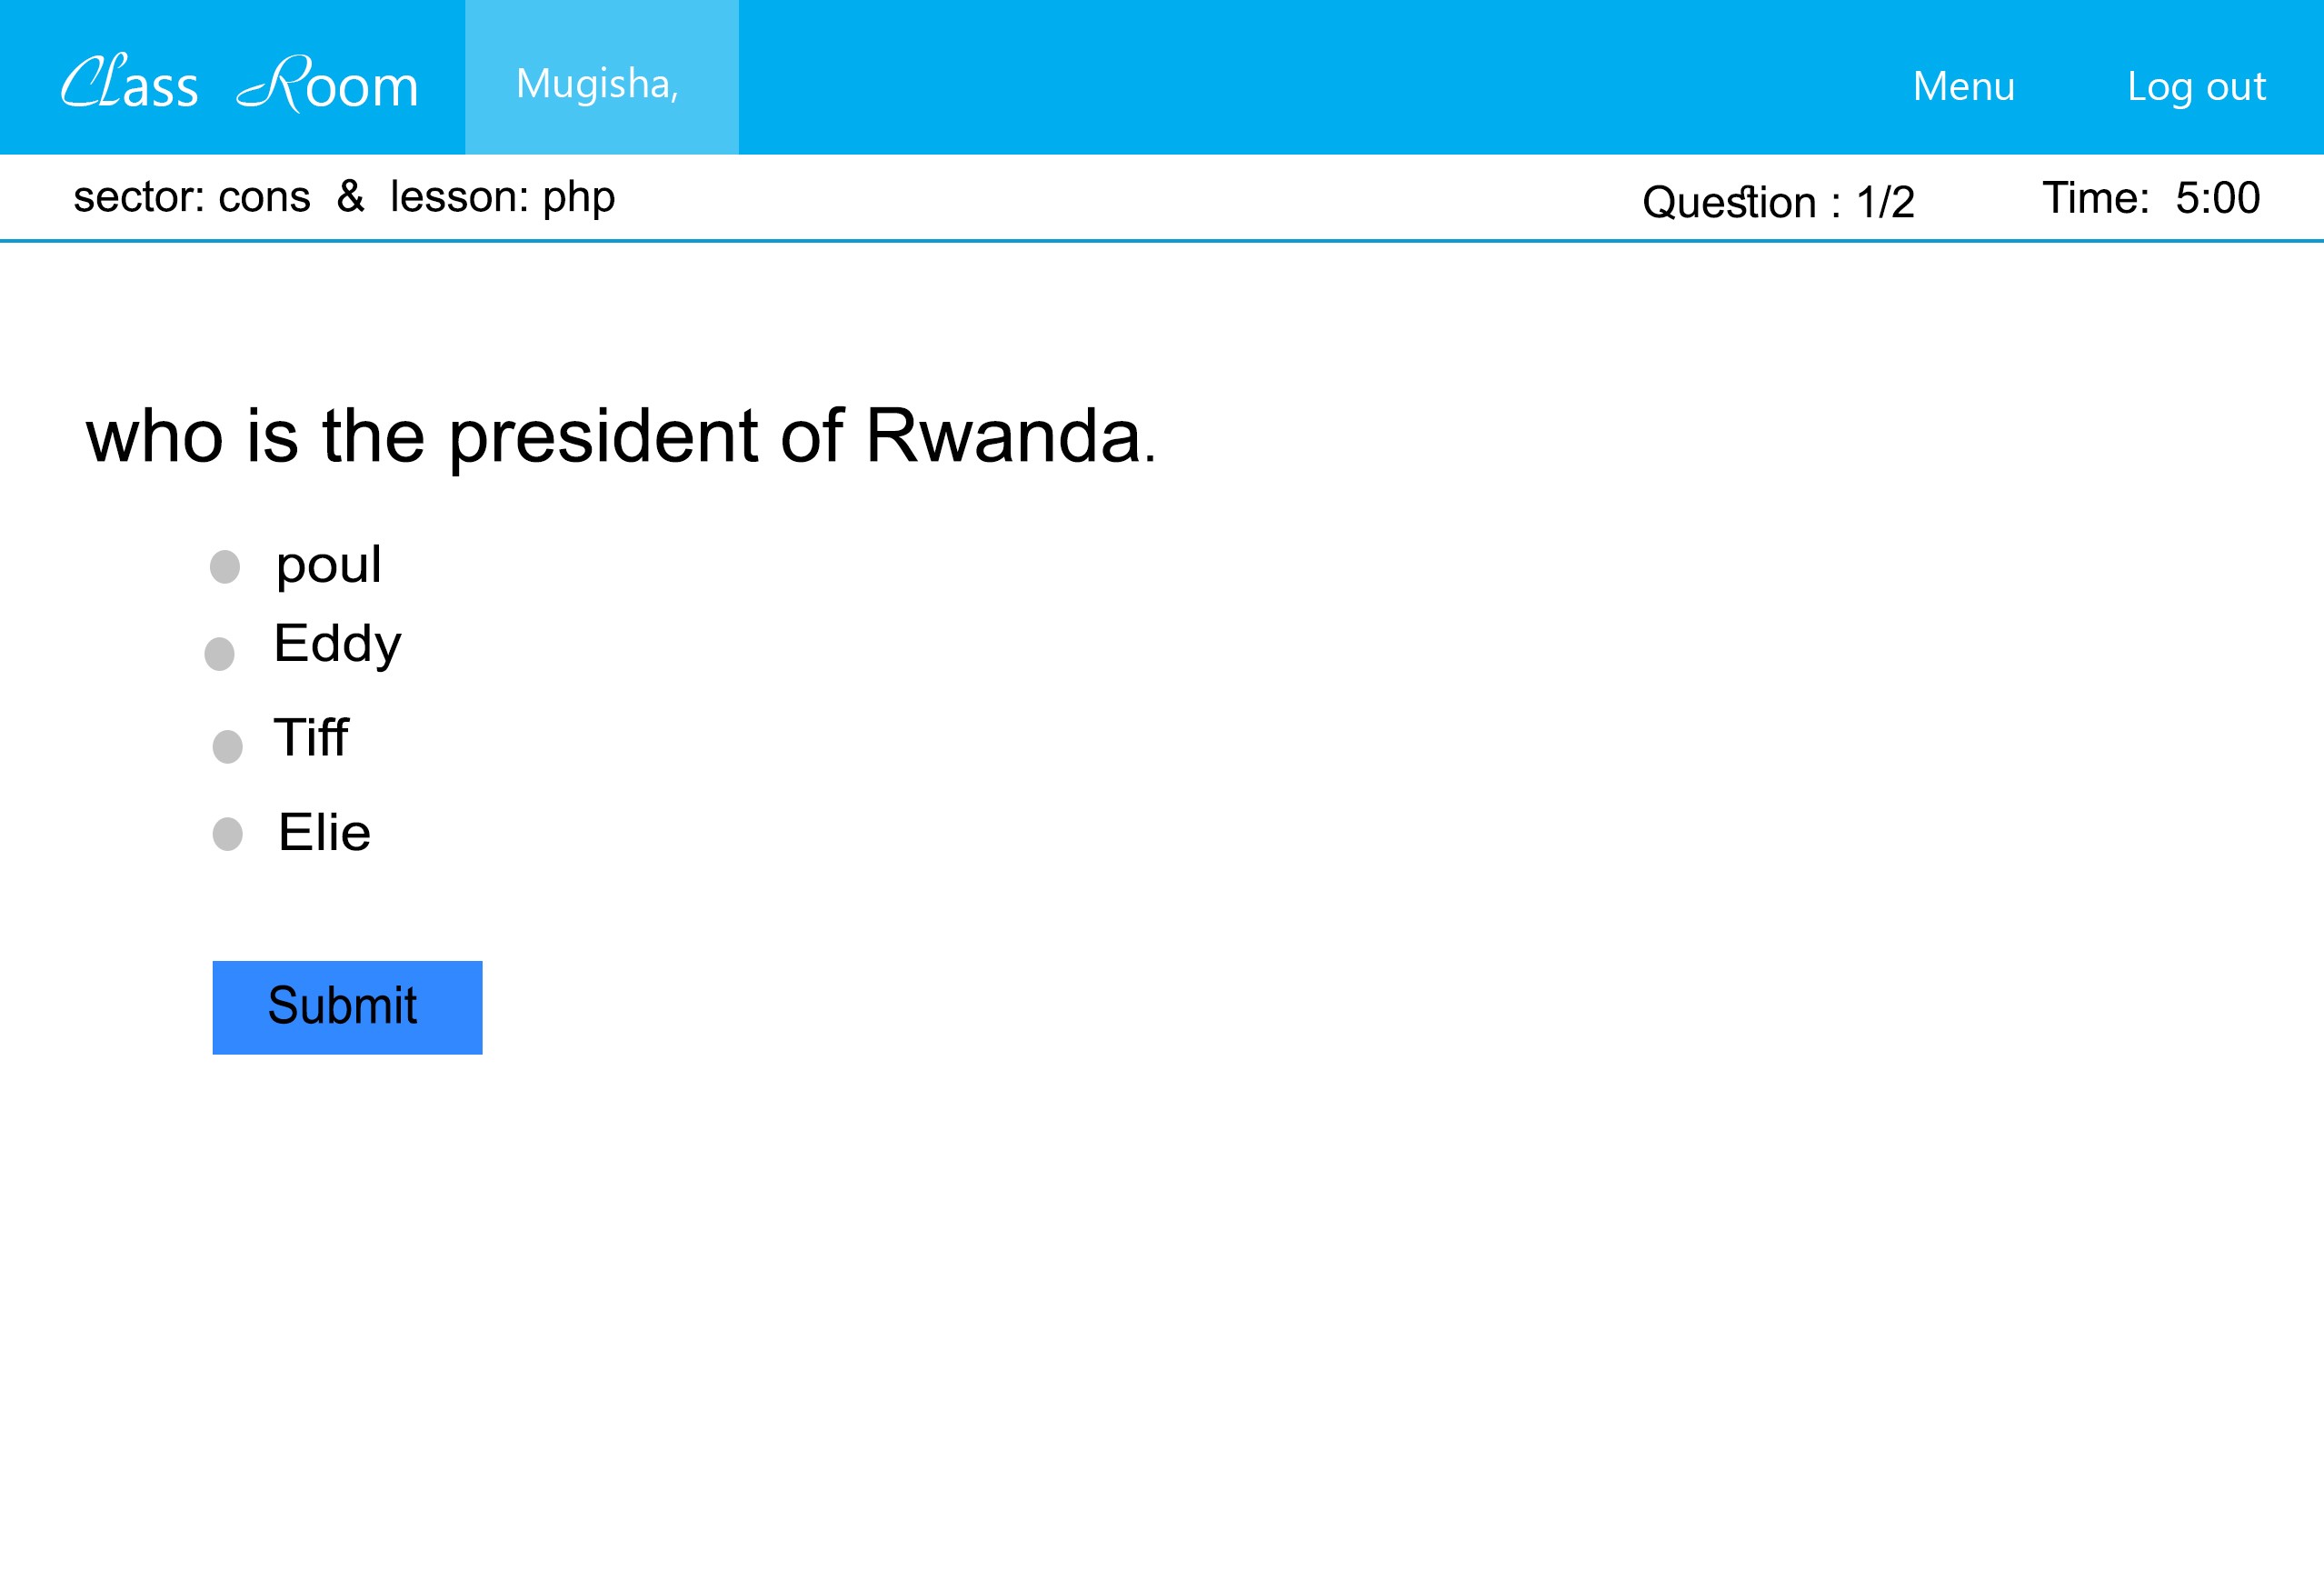 Class Room Mugisha, Menu Log out
sector: cons & lesson: php Question : 1/2 Time: 5:00
who is the president of Rwanda.
poul
Eddy
Tiff
Elie
Submit